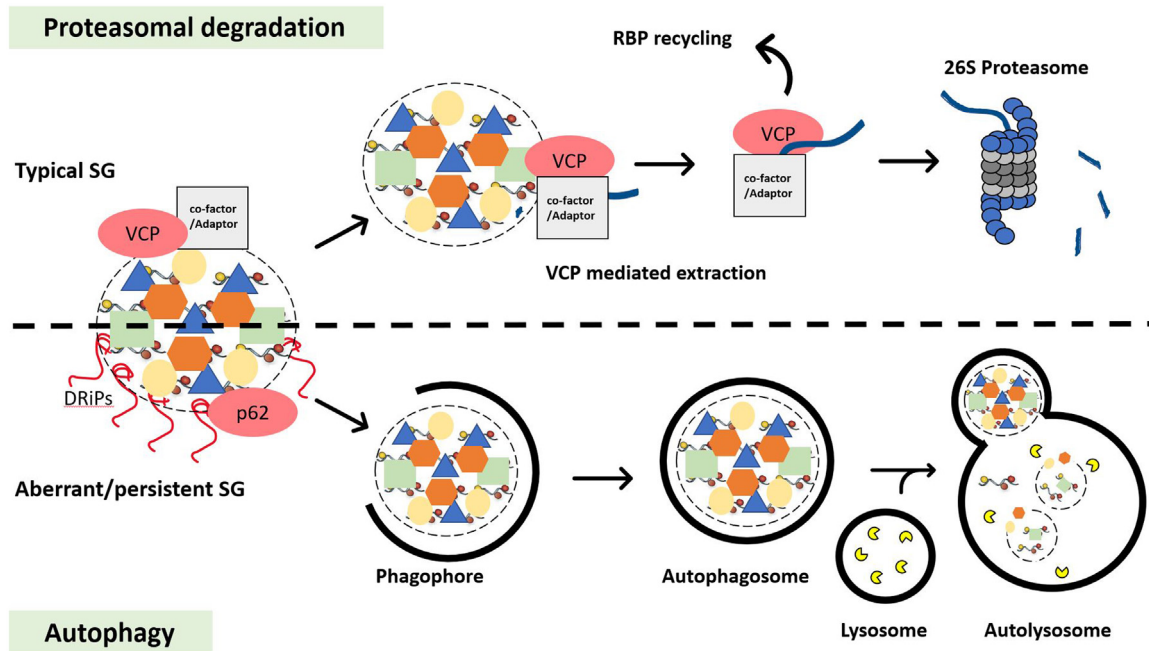 Proteasomal degradation
RBP recycling
26S Proteasome
Typical SG
VCP
co-factor
/Adaptor
VCP
co-factor
/Adaptor
VCP
co-factor
/Adaptor
VCP mediated extraction
DRiPs
p62
Aberrant/persistent SG
Phagophore
Autophagosome
Lysosome
Autolysosome
Autophagy